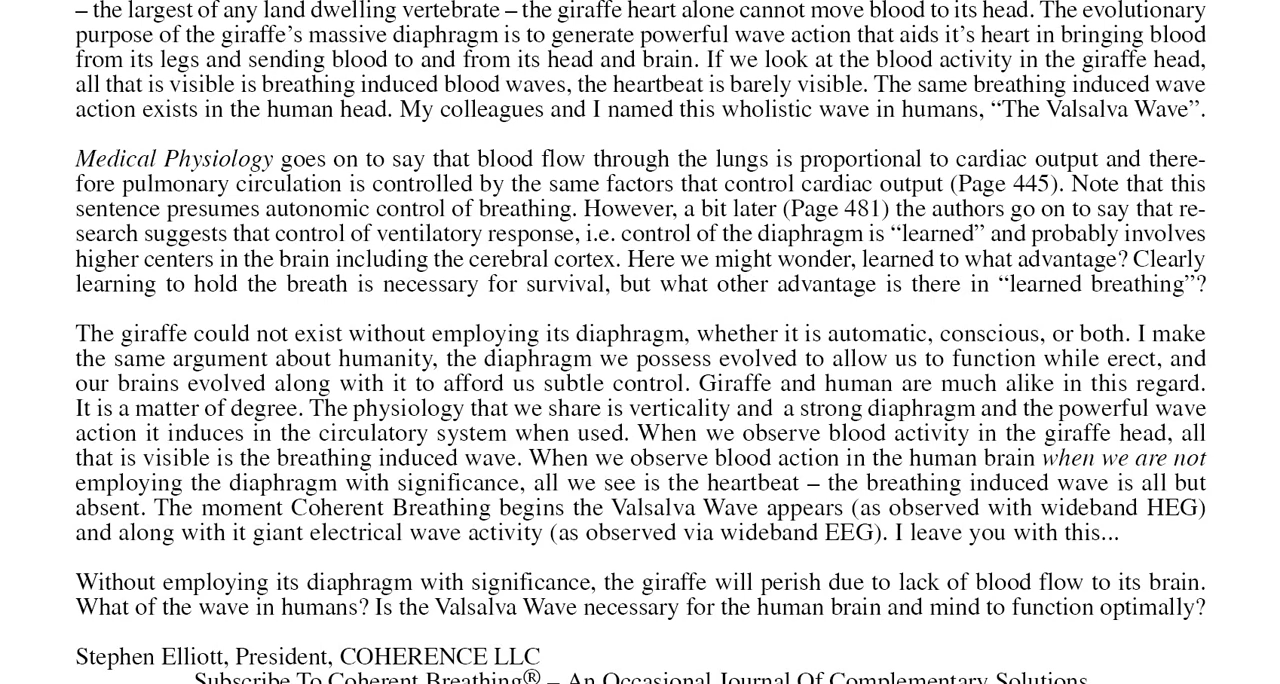 – the largest of any land dwelling vertebrate – the giraffe heart alone cannot move blood to its head. The evolutionary
purpose of the giraffe's massive diaphragm is to generate powerful wave action that aids it's heart in bringing blood
from its legs and sending blood to and from its head and brain. If we look at the blood activity in the giraffe head,
all that is visible is breathing induced blood waves, the heartbeat is barely visible. The same breathing induced wave
action exists in the human head. My colleagues and I named this wholistic wave in humans, “The Valsalva Wave”.
Medical Physiology goes on to say that blood flow through the lungs is proportional to cardiac output and there-
fore pulmonary circulation is controlled by the same factors that control cardiac output (Page 445). Note that this
sentence presumes autonomic control of breathing. However, a bit later (Page 481) the authors go on to say that re-
search suggests that control of ventilatory response, i.e. control of the diaphragm is “learned” and probably involves
higher centers in the brain including the cerebral cortex. Here we might wonder, learned to what advantage? Clearly
learning to hold the breath is necessary for survival, but what other advantage is there in “learned breathing”?
The giraffe could not exist without employing its diaphragm, whether it is automatic, conscious, or both. I make
the same argument about humanity, the diaphragm we possess evolved to allow us to function while erect, and
our brains evolved along with it to afford us subtle control. Giraffe and human are much alike in this regard.
It is a matter of degree. The physiology that we share is verticality and a strong diaphragm and the powerful wave
action it induces in the circulatory system when used. When we observe blood activity in the giraffe head, all
that is visible is the breathing induced wave. When we observe blood action in the human brain when we are not
employing the diaphragm with significance, all we see is the heartbeat – the breathing induced wave is all but
absent. The moment Coherent Breathing begins the Valsalva Wave appears (as observed with wideband HEG)
and along with it giant electrical wave activity (as observed via wideband EEG). I leave you with this...
Without employing its diaphragm with significance, the giraffe will perish due to lack of blood flow to its brain.
What of the wave in humans? Is the Valsalva Wave necessary for the human brain and mind to function optimally?
Stephen Elliott, President, COHERENCE LLC
Subscribe To Coherent Breathing® – An Occasional Journal Of Complementary Solutions